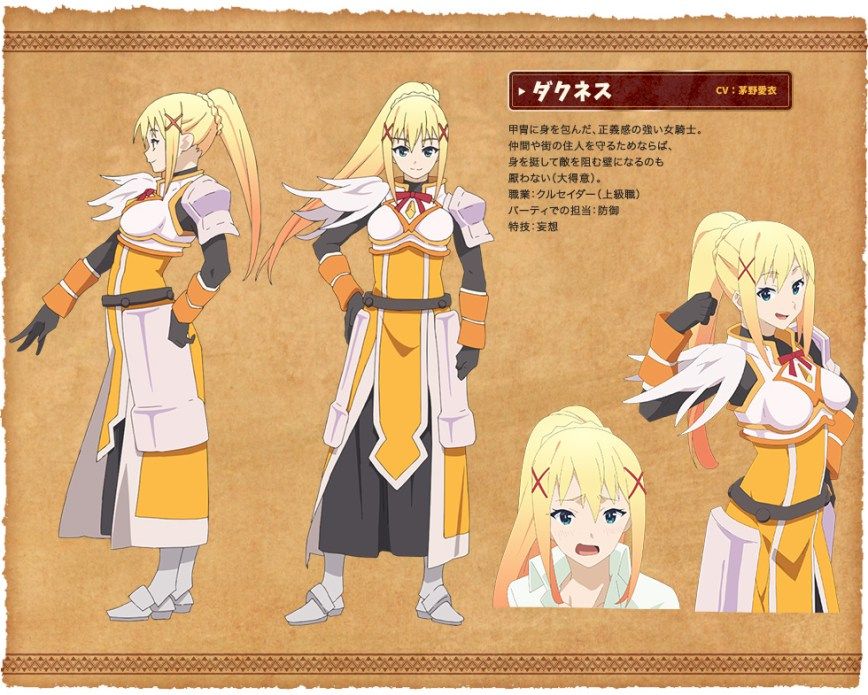 ダクネス
CV：茅野愛衣
甲冑に身を包んだ、正義感の強い女騎士。
仲間や街の住人を守るためならば、
身を挺して敵を阻む壁になるのも
厭わない（大得意）。
職業：クルセイダー（上級職）
パーティでの担当：防御
特技：妄想